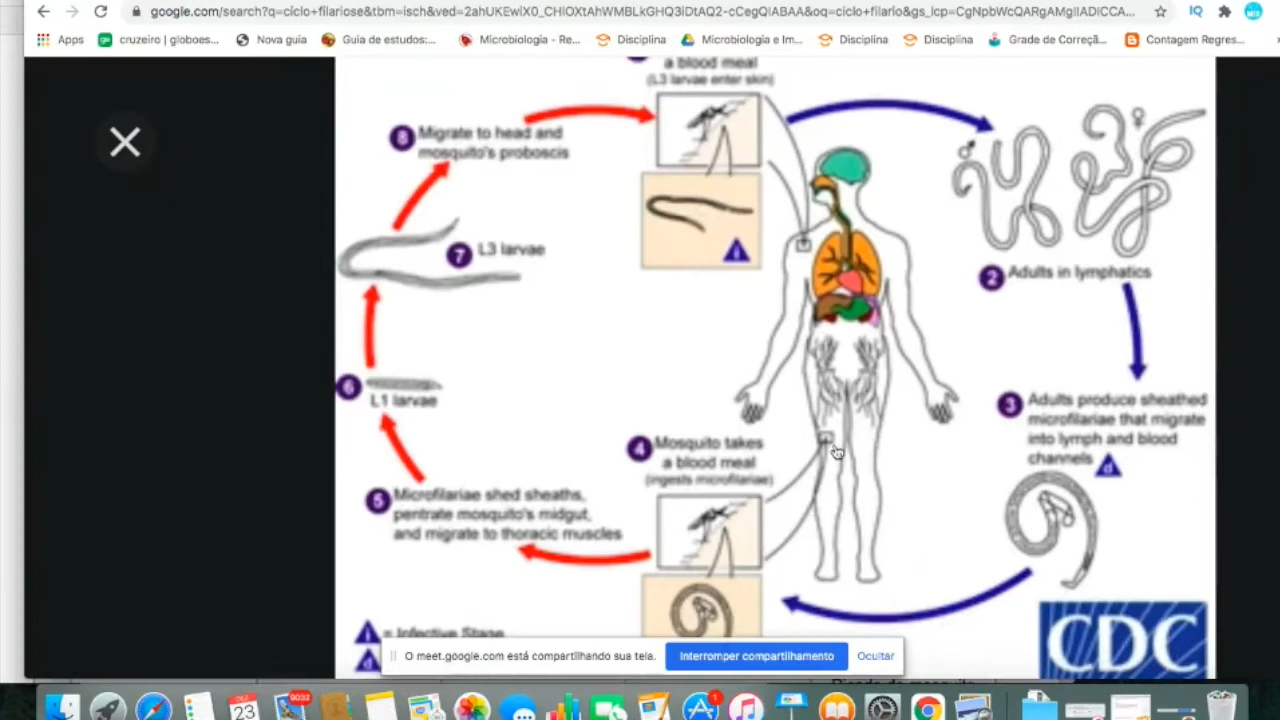 google.com/search?q=ciclo+filariose&tbm=isch&ved=2ahUKEwiX0_CHlOXtAhWMBLkGHQ3iDtAQ2-cCegQIABAA&oq=ciclo+filario&gs_lcp=CgNpbWcQARgAMgIIADICCA...
IQ
Apps
cruzeiro | globoes...
Nova guia
Guia de estudos:...
Microbiologia - Re...
Disciplina
Microbiologia e Im...
Disciplina
Disciplina
Grade de Correçã...
Contagem Regres...
a blood meal
(L3 larvae enter skin)
8 Migrate to head and
mosquito's proboscis
i
♂
♀
7 L3 larvae
2 Adults in lymphatics
6
L1 larvae
3 Adults produce sheathed
microfilariae that migrate
into lymph and blood
channels d
4 Mosquito takes
a blood meal
(ingests microfilariae)
5 Microfilariae shed sheaths,
pentrate mosquito's midgut,
and migrate to thoracic muscles
i = Infective Stage
d
CDC
O meet.google.com está compartilhando sua tela.
Interromper compartilhamento
Ocultar
9032
23
1